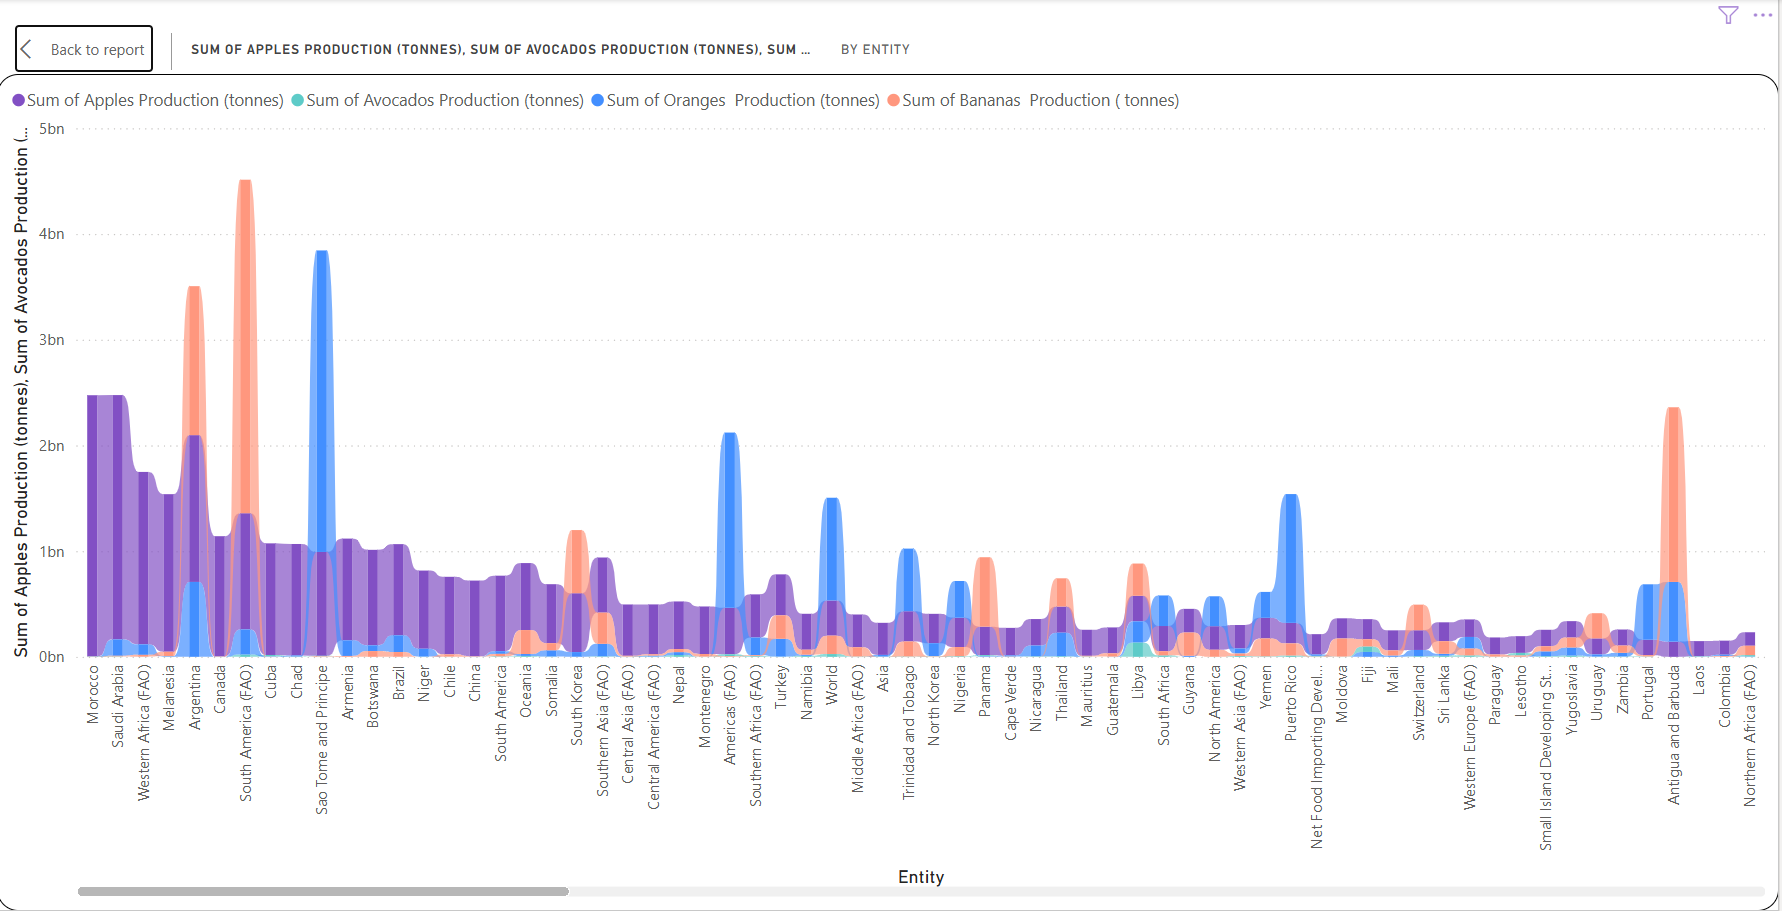 Back to report
SUM OF APPLES PRODUCTION (TONNES), SUM OF AVOCADOS PRODUCTION (TONNES), SUM ... BY ENTITY
Sum of Apples Production (tonnes) Sum of Avocados Production (tonnes) Sum of Oranges  Production (tonnes) Sum of Bananas  Production ( tonnes)
Sum of Apples Production (tonnes), Sum of Avocados Production (...
5bn
4bn
3bn
2bn
1bn
0bn
Morocco
Saudi Arabia
Western Africa (FAO)
Melanesia
Argentina
Canada
South America (FAO)
Cuba
Chad
Sao Tome and Principe
Armenia
Botswana
Brazil
Niger
Chile
China
South America
Oceania
Somalia
South Korea
Southern Asia (FAO)
Central Asia (FAO)
Central America (FAO)
Nepal
Montenegro
Americas (FAO)
Southern Africa (FAO)
Turkey
Namibia
World
Middle Africa (FAO)
Asia
Trinidad and Tobago
North Korea
Nigeria
Panama
Cape Verde
Nicaragua
Thailand
Mauritius
Guatemala
Libya
South Africa
Guyana
North America
Western Asia (FAO)
Yemen
Puerto Rico
Net Food Importing Devel...
Moldova
Fiji
Mali
Switzerland
Sri Lanka
Western Europe (FAO)
Paraguay
Lesotho
Small Island Developing St...
Yugoslavia
Uruguay
Zambia
Portugal
Antigua and Barbuda
Laos
Colombia
Northern Africa (FAO)
Entity